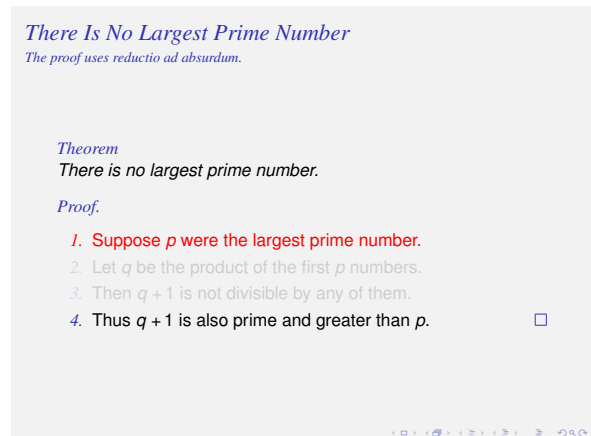 There Is No Largest Prime Number
The proof uses reductio ad absurdum.
Theorem
There is no largest prime number.
Proof.
1. Suppose p were the largest prime number.
2. Let q be the product of the first p numbers.
3. Then q + 1 is not divisible by any of them.
4. Thus q + 1 is also prime and greater than p.